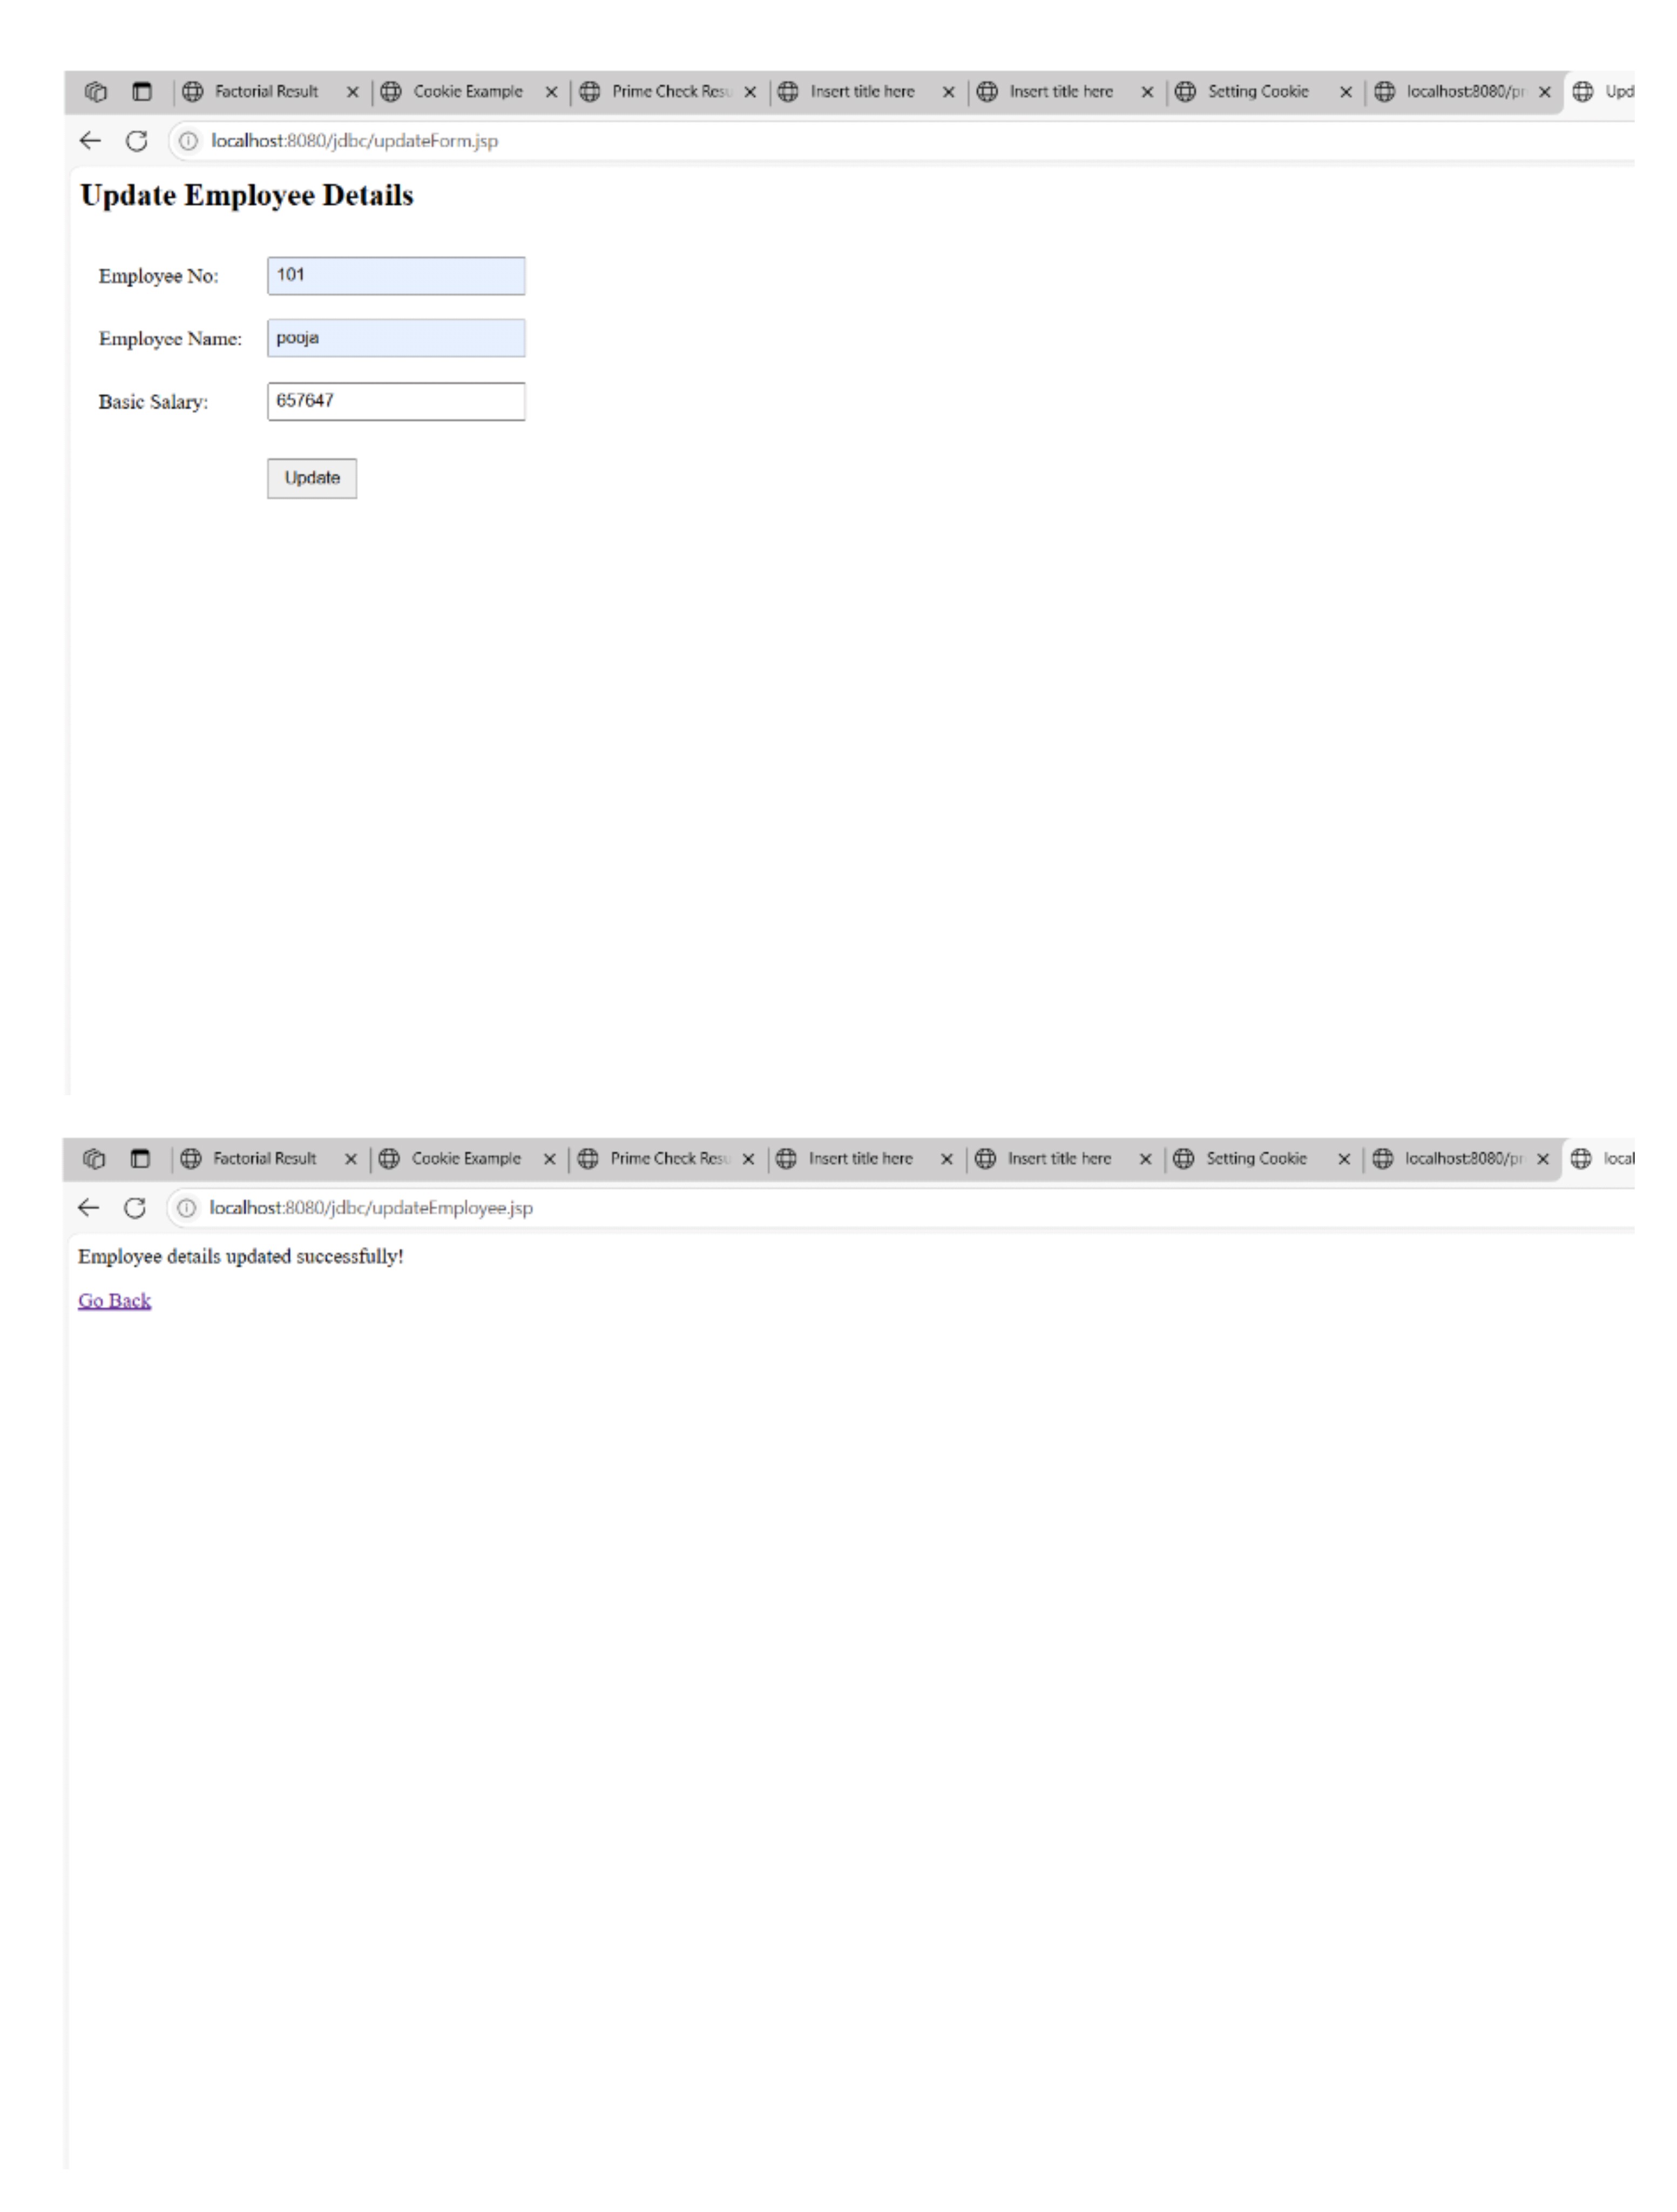 Factorial Result Cookie Example Prime Check Resu Insert title here Insert title here Setting Cookie localhost:8080/pr Upd
localhost:8080/jdbc/updateForm.jsp
Update Employee Details
Employee No: 101
Employee Name: pooja
Basic Salary: 657647
Update
Factorial Result Cookie Example Prime Check Resu Insert title here Insert title here Setting Cookie localhost:8080/pr local
localhost:8080/jdbc/updateEmployee.jsp
Employee details updated successfully!
Go Back